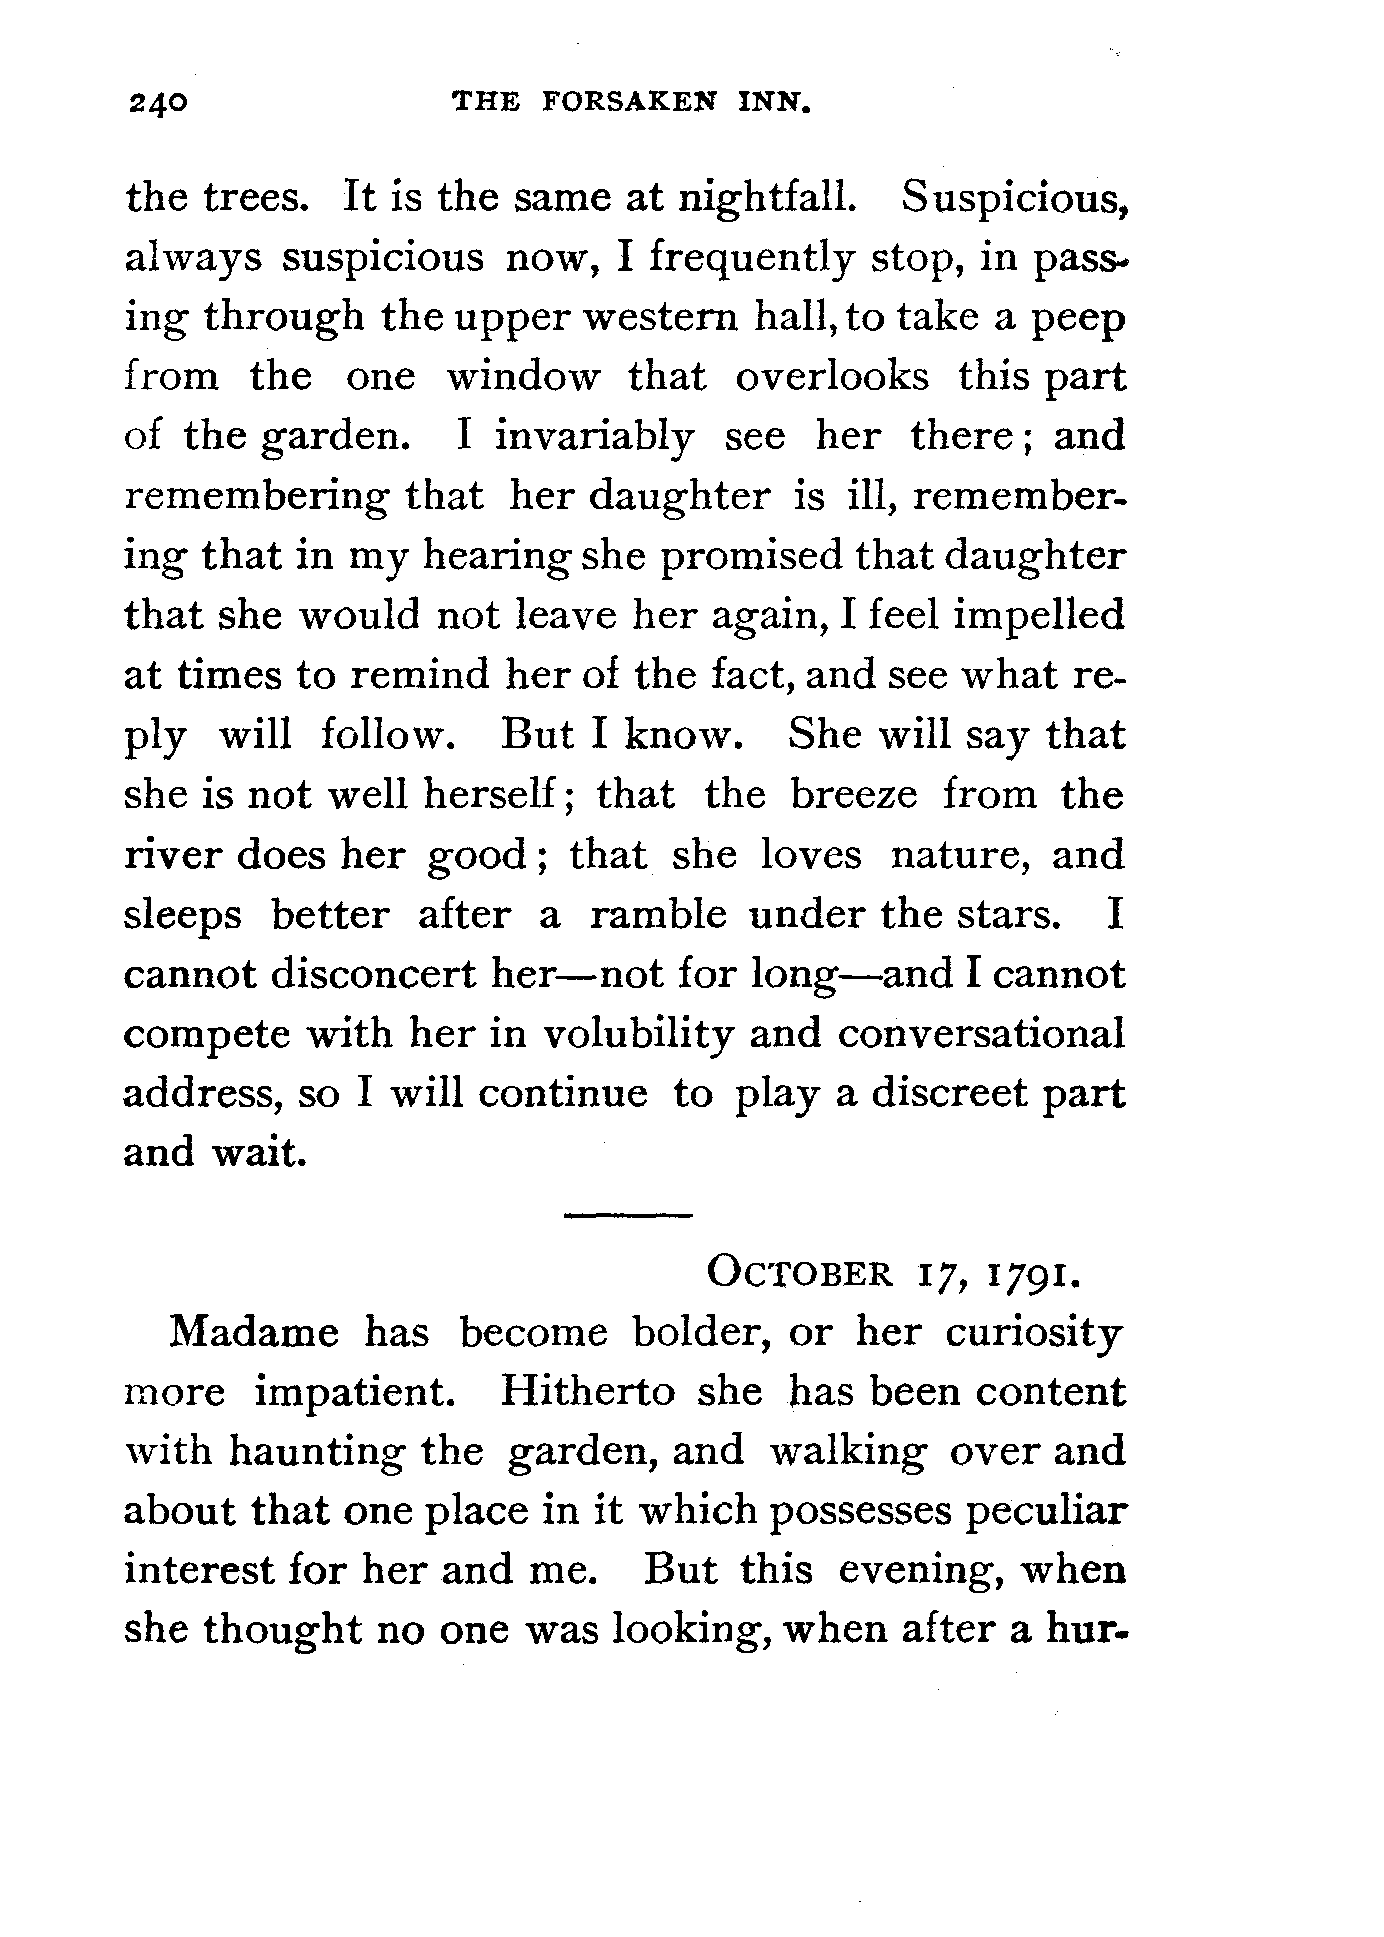 240 THE FORSAKEN INN.
the trees. It is the same at nightfall. Suspicious,
always suspicious now, I frequently stop, in pass-
ing through the upper western hall, to take a peep
from the one window that overlooks this part
of the garden. I invariably see her there; and
remembering that her daughter is ill, remember-
ing that in my hearing she promised that daughter
that she would not leave her again, I feel impelled
at times to remind her of the fact, and see what re-
ply will follow. But I know. She will say that
she is not well herself; that the breeze from the
river does her good; that she loves nature, and
sleeps better after a ramble under the stars. I
cannot disconcert her—not for long—and I cannot
compete with her in volubility and conversational
address, so I will continue to play a discreet part
and wait.
OCTOBER 17, 1791.
Madame has become bolder, or her curiosity
more impatient. Hitherto she has been content
with haunting the garden, and walking over and
about that one place in it which possesses peculiar
interest for her and me. But this evening, when
she thought no one was looking, when after a hur-